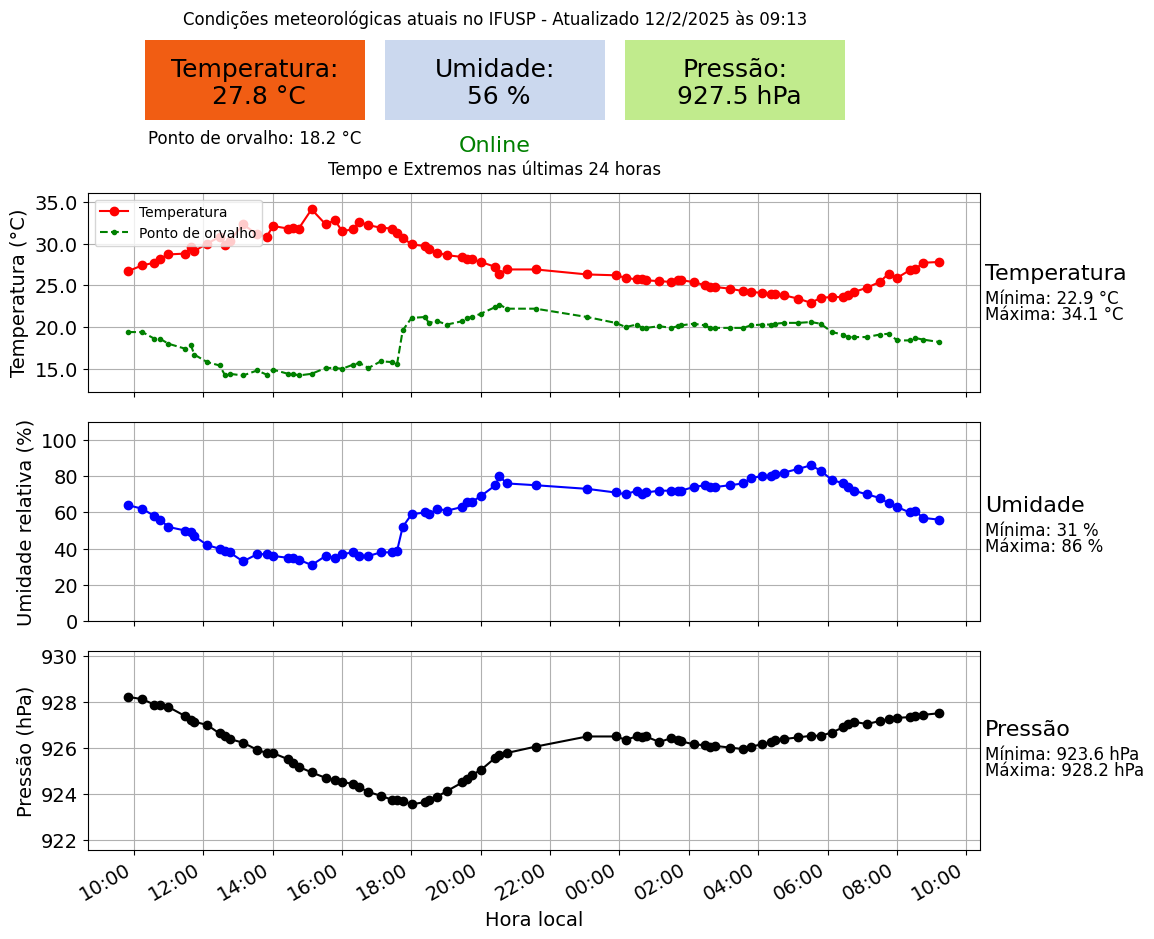 Condições meteorológicas atuais no IFUSP - Atualizado 12/2/2025 às 09:13
Temperatura:
27.8 °C
Umidade:
56 %
Pressão:
927.5 hPa
Ponto de orvalho: 18.2 °C
Online
Tempo e Extremos nas últimas 24 horas
Temperatura (°C)
35.0
30.0
25.0
20.0
15.0
Temperatura
Ponto de orvalho
Temperatura
Mínima: 22.9 °C
Máxima: 34.1 °C
Umidade relativa (%)
100
80
60
40
20
0
Umidade
Mínima: 31 %
Máxima: 86 %
Pressão (hPa)
930
928
926
924
922
Pressão
Mínima: 923.6 hPa
Máxima: 928.2 hPa
10:00 12:00 14:00 16:00 18:00 20:00 22:00 00:00 02:00 04:00 06:00 08:00 10:00
Hora local